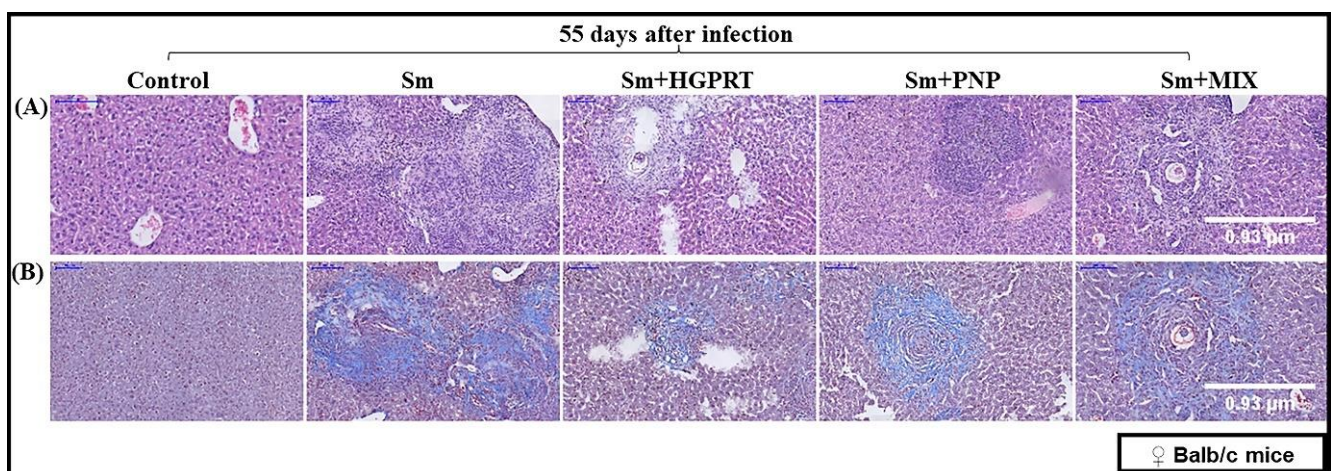 55 days after infection
Control Sm Sm+HGPRT Sm+PNP Sm+MIX
(A)
0.93 µm
(B)
0.93 µm
♀ Balb/c mice